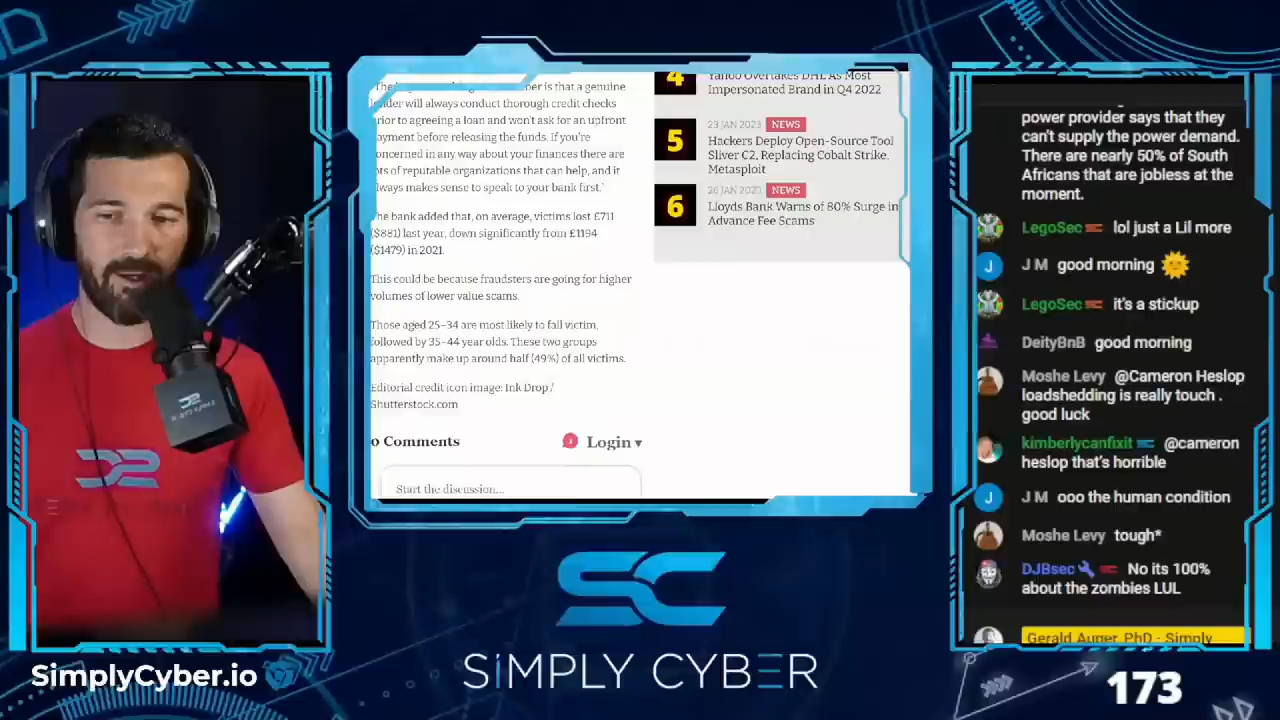 ber is that a genuine
will always conduct thorough credit checks
prior to agreeing a loan and won't ask for an upfront
payment before releasing the funds. If you're
concerned in any way about your finances there are
of reputable organizations that can help, and it
always makes sense to speak to your bank first.'
he bank added that, on average, victims lost £711
($881) last year, down significantly from £1194
($1479) in 2021.
This could be because fraudsters are going for higher
volumes of lower value scams.
Those aged 25–34 are most likely to fall victim,
followed by 35–44 year olds. These two groups
apparently make up around half (49%) of all victims.
Editorial credit icon image: Ink Drop /
Shutterstock.com
0 Comments
Login ▾
Start the discussion...
4
Yahoo Overtakes DHL As Most
Impersonated Brand in Q4 2022
5
23 JAN 2023 NEWS
Hackers Deploy Open-Source Tool
Sliver C2, Replacing Cobalt Strike,
Metasploit
6
26 JAN 2023 NEWS
Lloyds Bank Warns of 80% Surge in
Advance Fee Scams
power provider says that they
can't supply the power demand.
There are nearly 50% of South
Africans that are jobless at the
moment.
LegoSec lol just a Lil more
J M good morning
LegoSec it's a stickup
DeityBnB good morning
Moshe Levy @Cameron Heslop
loadshedding is really touch .
good luck
kimberlycanfixit @cameron
heslop that's horrible
J M ooo the human condition
Moshe Levy tough*
DJBsec No its 100%
about the zombies LUL
Gerald Auger, PhD - Simply
SC
SIMPLY CYBER
SimplyCyber.io
173